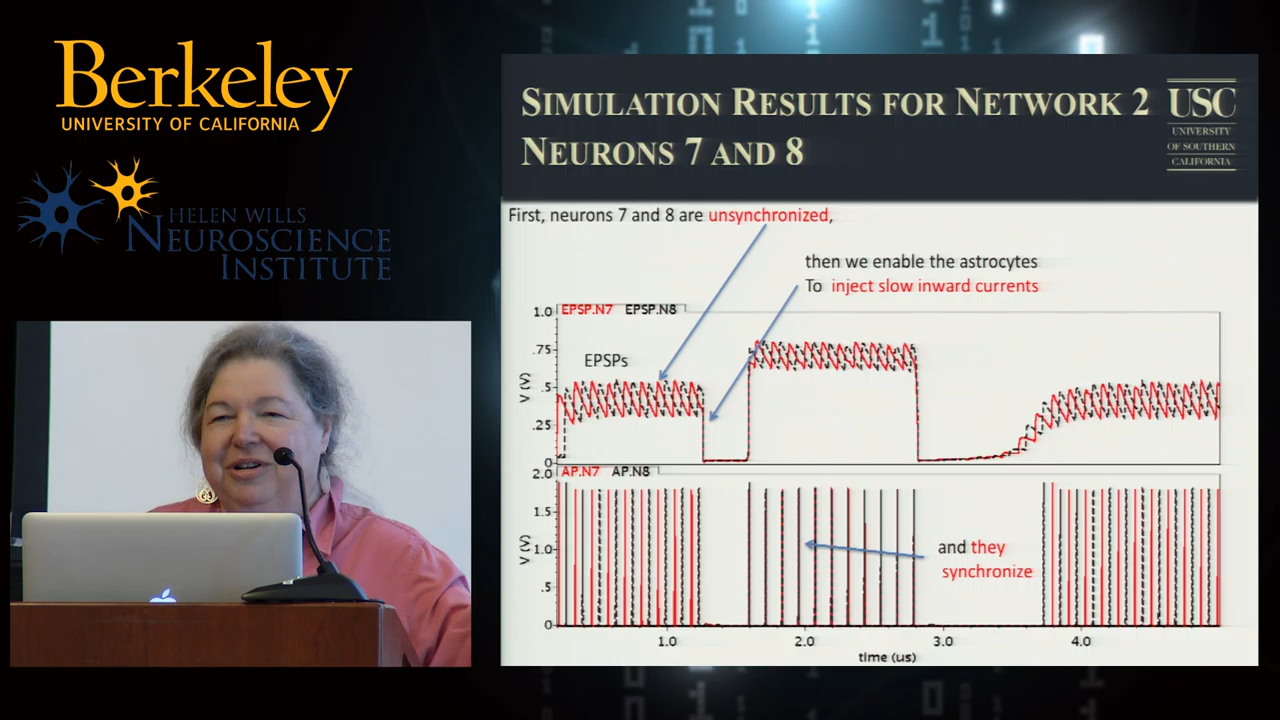 Berkeley
UNIVERSITY OF CALIFORNIA
HELEN WILLS
NEUROSCIENCE
INSTITUTE
SIMULATION RESULTS FOR NETWORK 2
NEURONS 7 AND 8
USC
UNIVERSITY
OF SOUTHERN
CALIFORNIA
First, neurons 7 and 8 are unsynchronized,
then we enable the astrocytes
To inject slow inward currents
EPSP.N7 EPSP.N8
EPSPs
V (V)
1.0
.75
.5
.25
0
AP.N7 AP.N8
V (V)
2.0
1.5
1.0
.5
0
and they
synchronize
1.0 2.0 3.0 4.0
time (us)